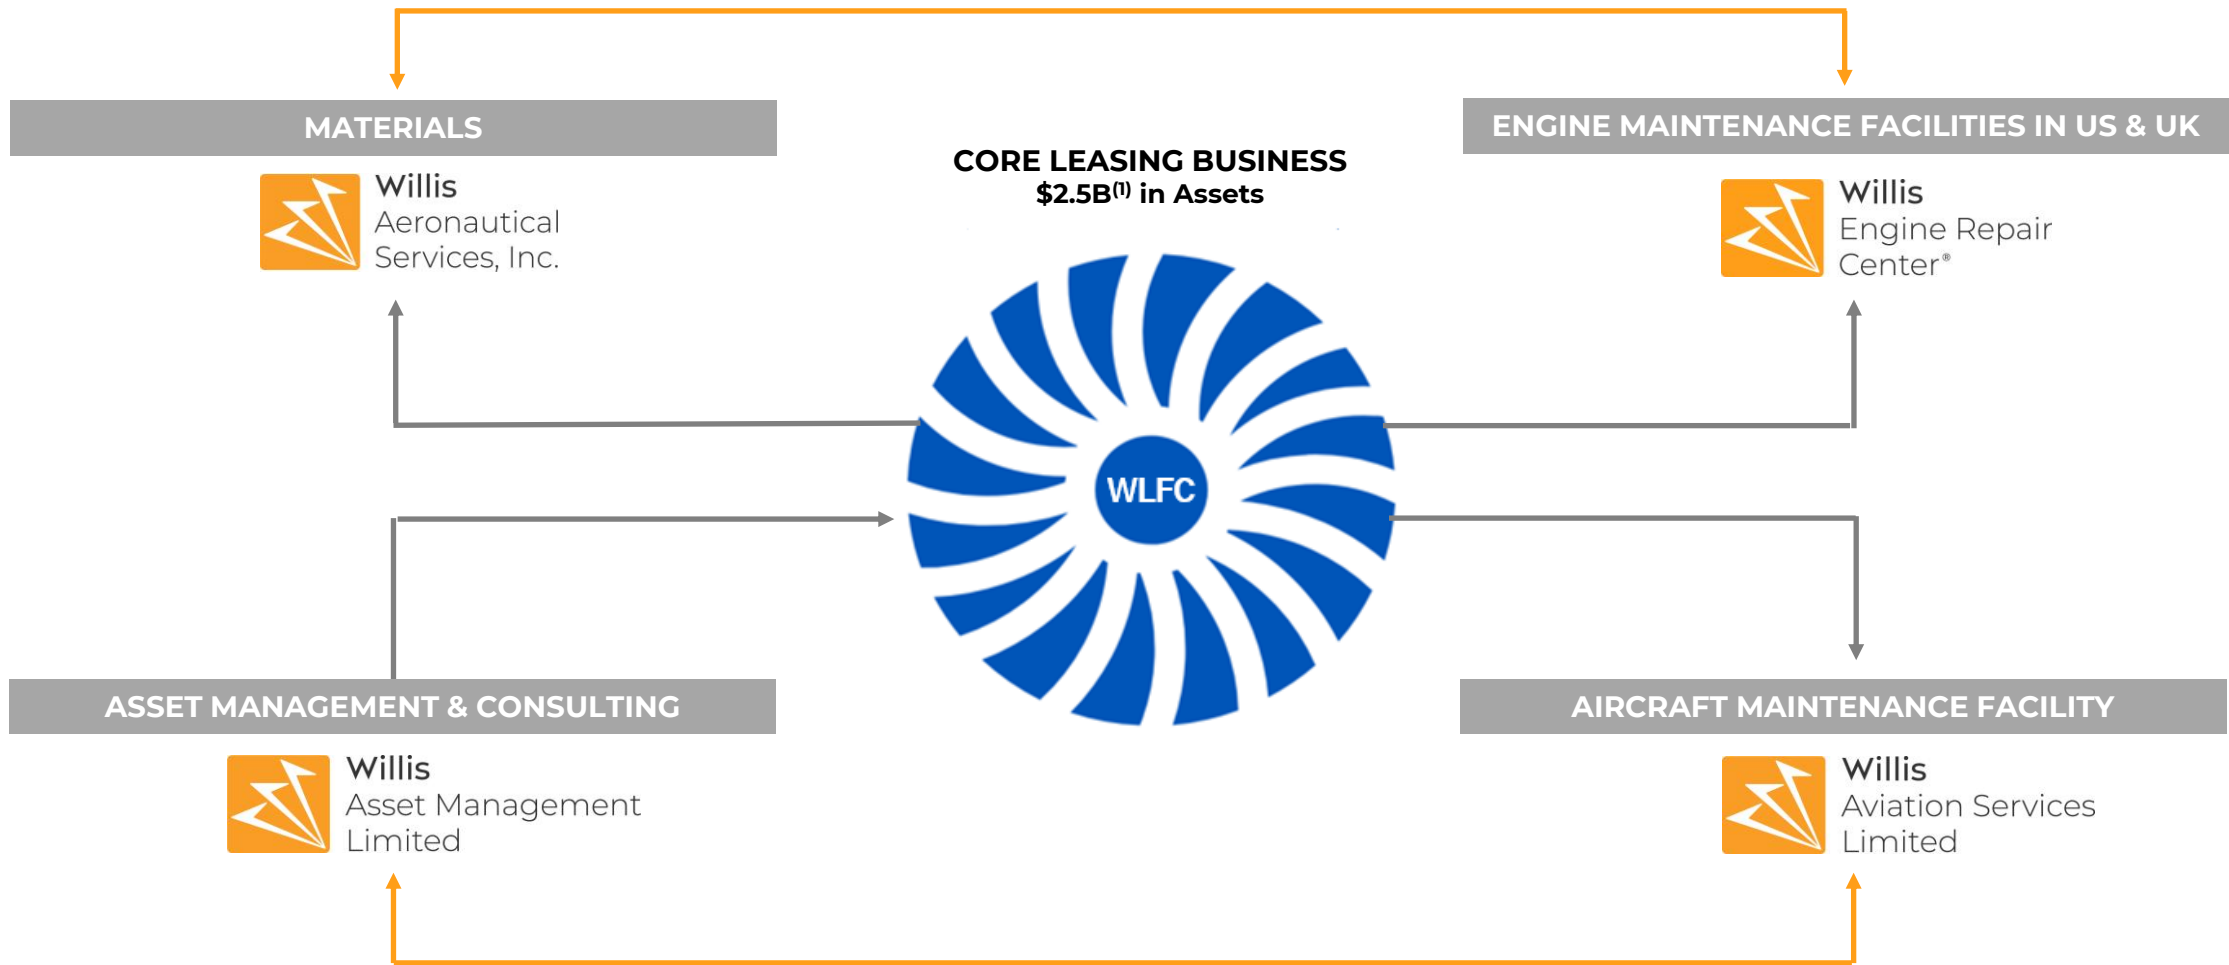 MATERIALS
Willis
Aeronautical
Services, Inc.
CORE LEASING BUSINESS
$2.5B(1) in Assets
ENGINE MAINTENANCE FACILITIES IN US & UK
Willis
Engine Repair
Center®
WLFC
ASSET MANAGEMENT & CONSULTING
Willis
Asset Management
Limited
AIRCRAFT MAINTENANCE FACILITY
Willis
Aviation Services
Limited